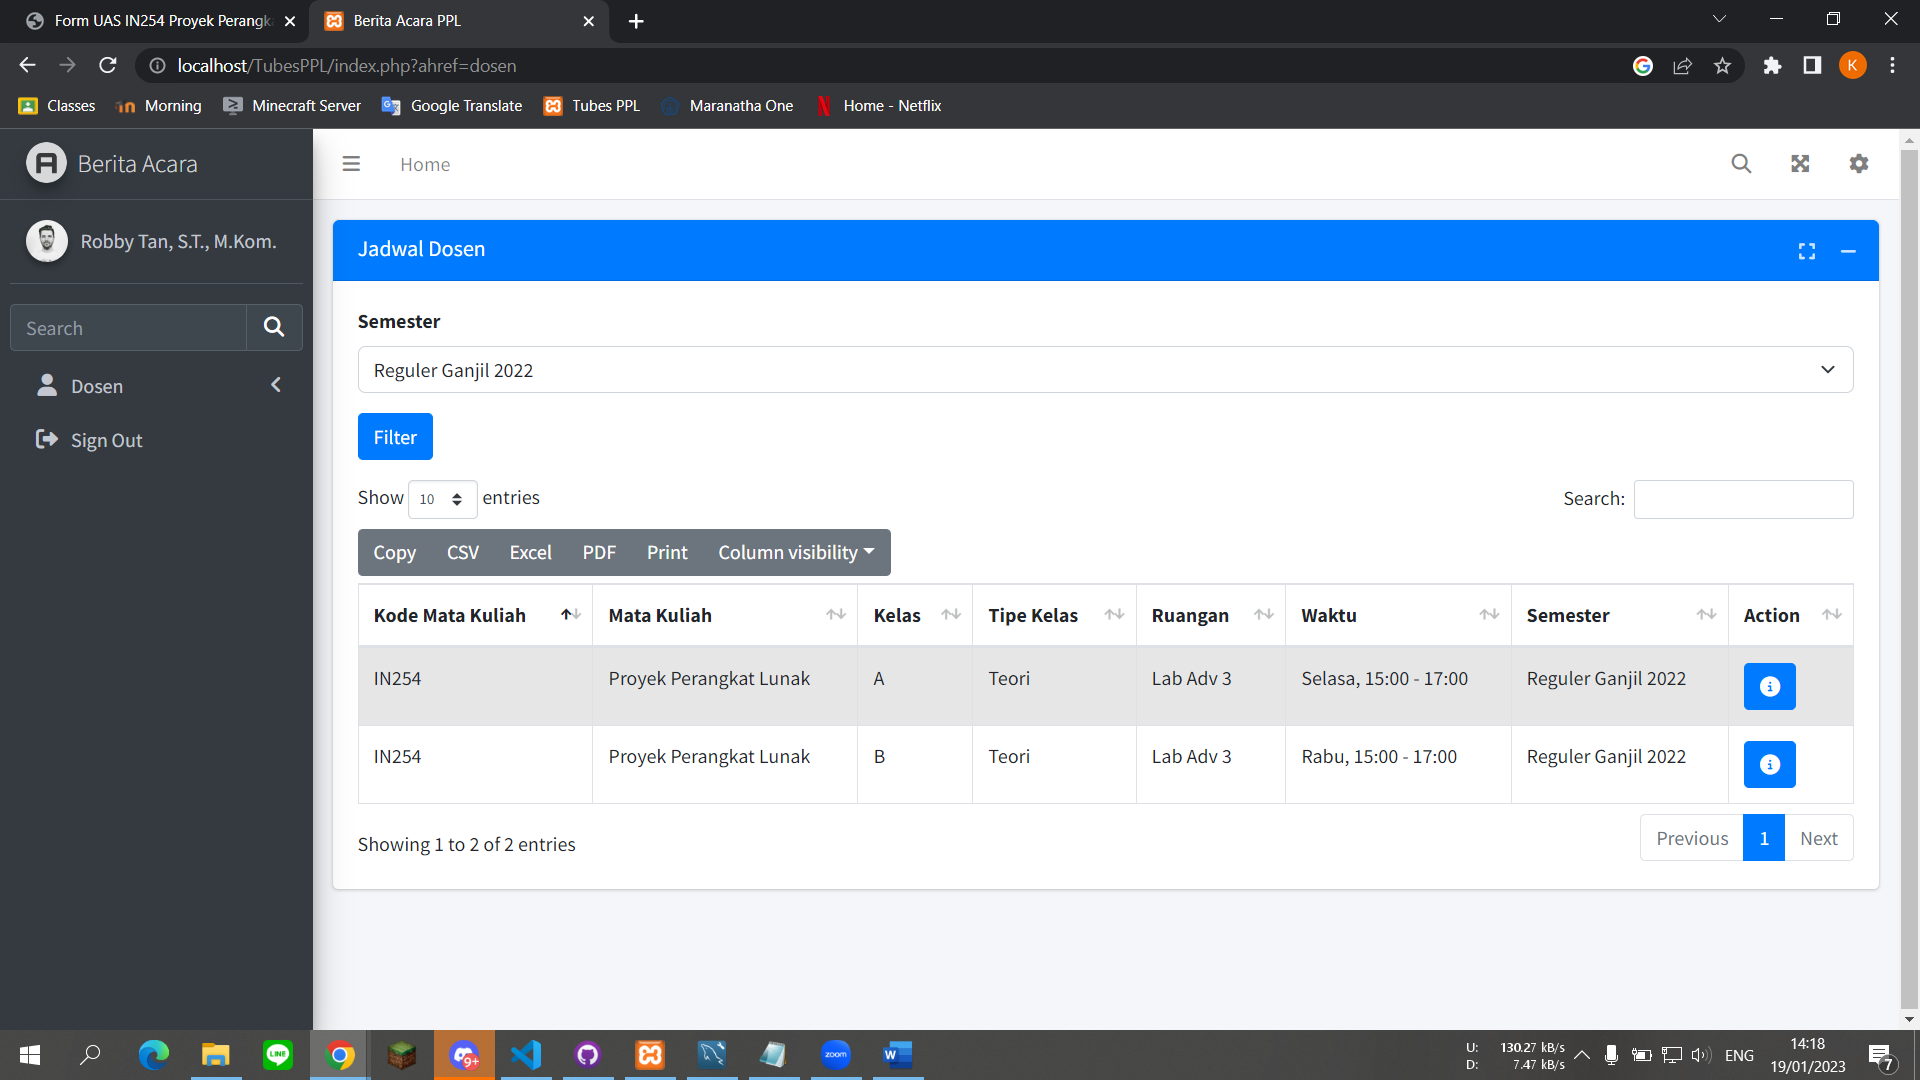 Form UAS IN254 Proyek Perangka
Berita Acara PPL
localhost/TubesPPL/index.php?ahref=dosen
K
Classes
Morning
Minecraft Server
Google Translate
Tubes PPL
Maranatha One
Home - Netflix
Berita Acara
Home
Robby Tan, S.T., M.Kom.
Search
Dosen
Sign Out
Jadwal Dosen
Semester
Reguler Ganjil 2022
Filter
Show 10 entries
Search:
Copy CSV Excel PDF Print Column visibility
Kode Mata Kuliah Mata Kuliah Kelas Tipe Kelas Ruangan Waktu Semester Action
IN254 Proyek Perangkat Lunak A Teori Lab Adv 3 Selasa, 15:00 - 17:00 Reguler Ganjil 2022
IN254 Proyek Perangkat Lunak B Teori Lab Adv 3 Rabu, 15:00 - 17:00 Reguler Ganjil 2022
Showing 1 to 2 of 2 entries
Previous 1 Next
LINE
9+
zoom
U: 130.27 kB/s
D: 7.47 kB/s
ENG
14:18
19/01/2023
7